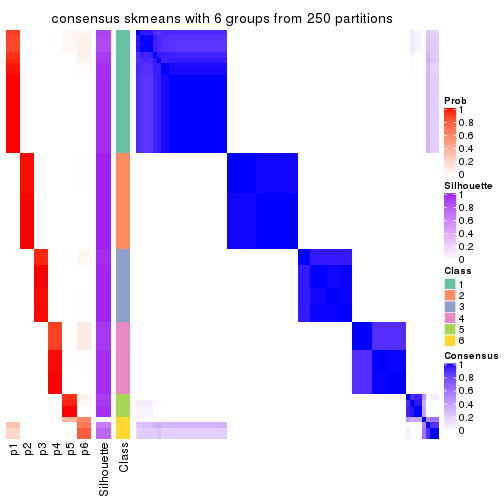 consensus skmeans with 6 groups from 250 partitions
Prob
1
0.8
0.6
0.4
0.2
0
Silhouette
1
0.8
0.6
0.4
0.2
0
Class
1
2
3
4
5
6
Consensus
1
0.8
0.6
0.4
0.2
0
p1
p2
p3
p4
p5
p6
Silhouette
Class